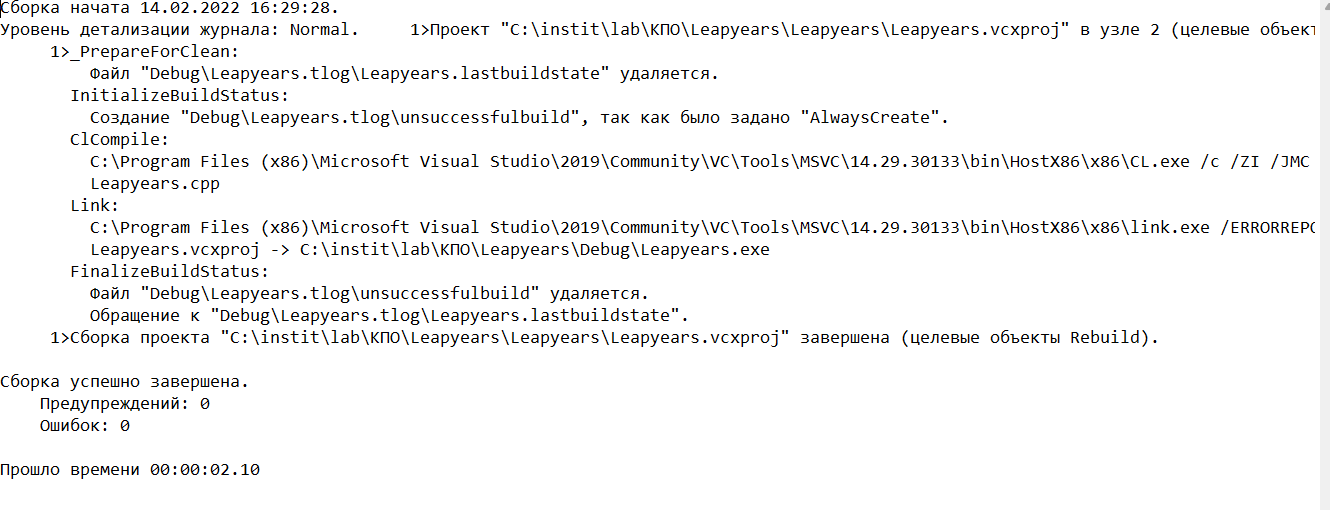 Сборка начата 14.02.2022 16:29:28.
Уровень детализации журнала: Normal.     1>Проект "C:\instit\lab\КПО\Leapyears\Leapyears\Leapyears.vcxproj" в узле 2 (целевые объект
1>_PrepareForClean:
Файл "Debug\Leapyears.tlog\Leapyears.lastbuildstate" удаляется.
InitializeBuildStatus:
Создание "Debug\Leapyears.tlog\unsuccessfulbuild", так как было задано "AlwaysCreate".
ClCompile:
C:\Program Files (x86)\Microsoft Visual Studio\2019\Community\VC\Tools\MSVC\14.29.30133\bin\HostX86\x86\CL.exe /c /ZI /JMC
Leapyears.cpp
Link:
C:\Program Files (x86)\Microsoft Visual Studio\2019\Community\VC\Tools\MSVC\14.29.30133\bin\HostX86\x86\link.exe /ERRORREPO
Leapyears.vcxproj -> C:\instit\lab\КПО\Leapyears\Debug\Leapyears.exe
FinalizeBuildStatus:
Файл "Debug\Leapyears.tlog\unsuccessfulbuild" удаляется.
Обращение к "Debug\Leapyears.tlog\Leapyears.lastbuildstate".
1>Сборка проекта "C:\instit\lab\КПО\Leapyears\Leapyears\Leapyears.vcxproj" завершена (целевые объекты Rebuild).
Сборка успешно завершена.
Предупреждений: 0
Ошибок: 0
Прошло времени 00:00:02.10